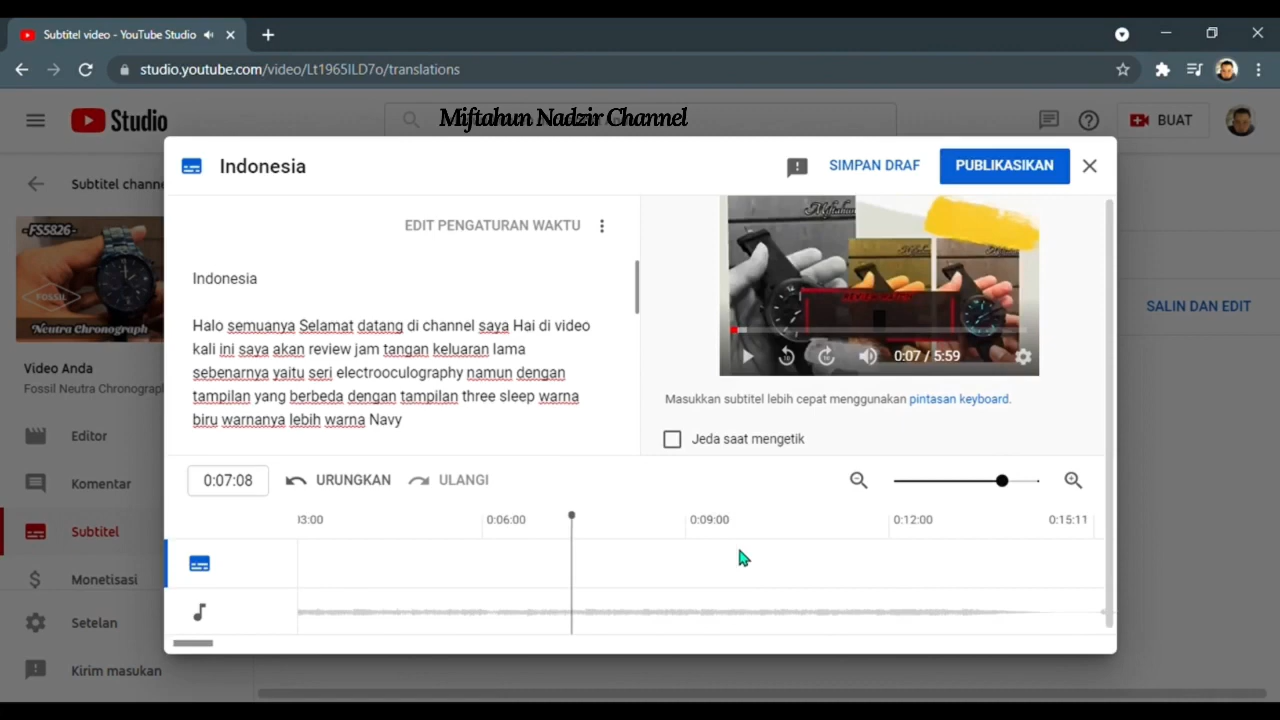 Subtitel video - YouTube Studio
studio.youtube.com/video/Lt1965ILD7o/translations
Studio
Miftahun Nadzir Channel
BUAT
Subtitel channe
-FS5826-
FOSSIL
Neutra Chronograph
Video Anda
Fossil Neutra Chronograph
Editor
Komentar
Subtitel
Monetisasi
Setelan
Kirim masukan
Indonesia
SIMPAN DRAF
PUBLIKASIKAN
EDIT PENGATURAN WAKTU
Indonesia
Halo semuanya Selamat datang di channel saya Hai di video
kali ini saya akan review jam tangan keluaran lama
sebenarnya yaitu seri electrooculography namun dengan
tampilan yang berbeda dengan tampilan three sleep warna
biru warnanya lebih warna Navy
Miftahun
0:07 / 5:59
Masukkan subtitel lebih cepat menggunakan pintasan keyboard.
Jeda saat mengetik
SALIN DAN EDIT
0:07:08
URUNGKAN
ULANGI
03:00
0:06:00
0:09:00
0:12:00
0:15:11